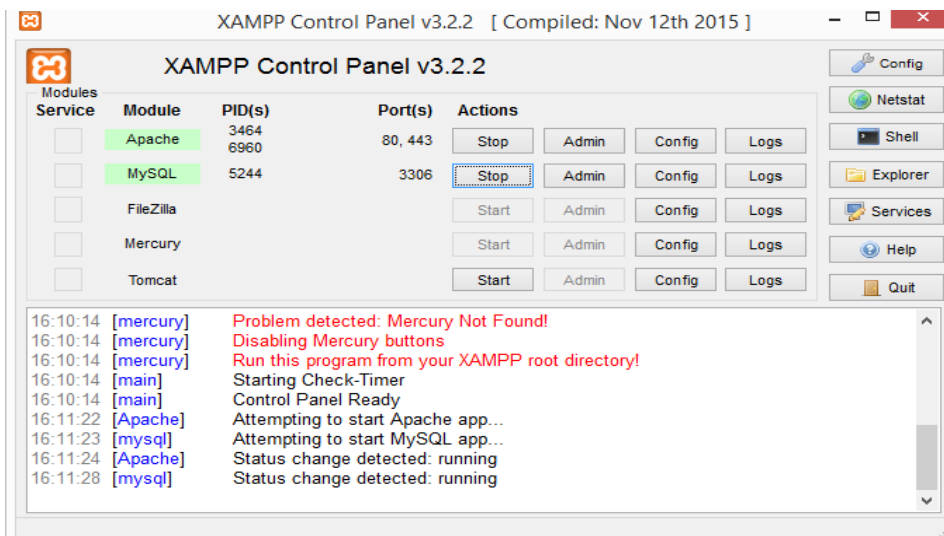 XAMPP Control Panel v3.2.2 [ Compiled: Nov 12th 2015 ]
XAMPP Control Panel v3.2.2
Config
Modules
Service Module PID(s) Port(s) Actions
Netstat
Apache 3464 6960 80, 443 Stop Admin Config Logs
Shell
MySQL 5244 3306 Stop Admin Config Logs
Explorer
FileZilla Start Admin Config Logs
Services
Mercury Start Admin Config Logs
Help
Tomcat Start Admin Config Logs
Quit
16:10:14 [mercury] Problem detected: Mercury Not Found!
16:10:14 [mercury] Disabling Mercury buttons
16:10:14 [mercury] Run this program from your XAMPP root directory!
16:10:14 [main] Starting Check-Timer
16:10:14 [main] Control Panel Ready
16:11:22 [Apache] Attempting to start Apache app...
16:11:23 [mysql] Attempting to start MySQL app...
16:11:24 [Apache] Status change detected: running
16:11:28 [mysql] Status change detected: running